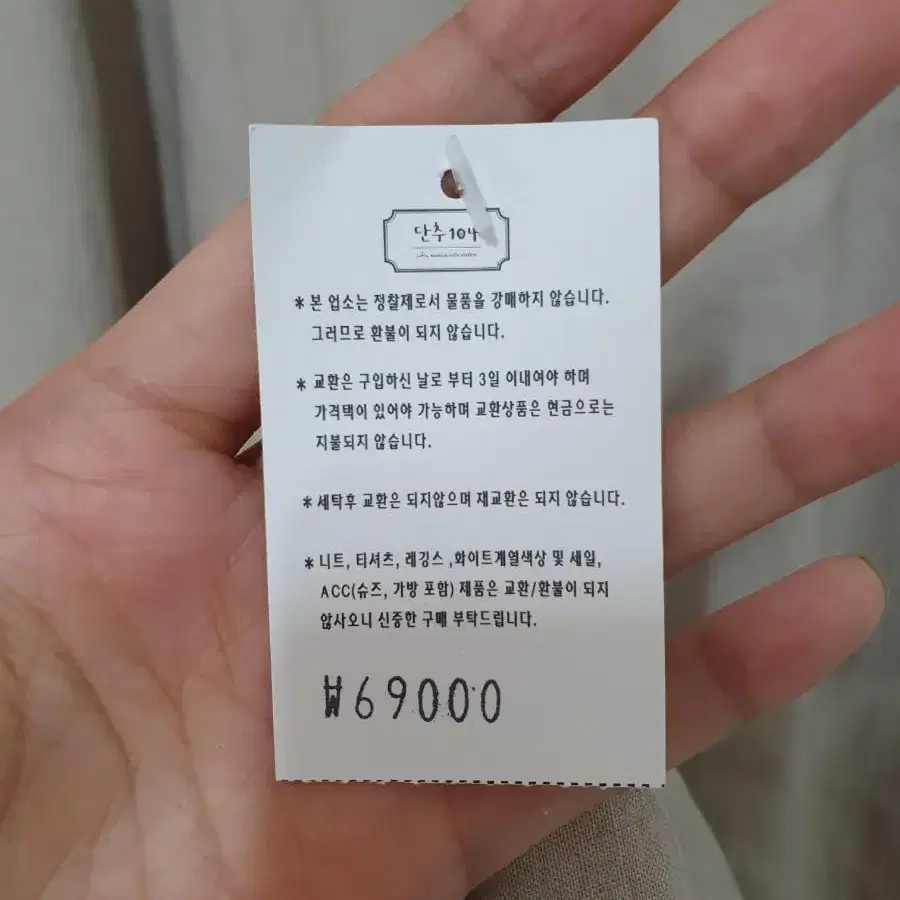 단추104
* 본 업소는 정찰제로서 물품을 강매하지 않습니다.
그러므로 환불이 되지 않습니다.
* 교환은 구입하신 날로 부터 3일 이내여야 하며
가격택이 있어야 가능하며 교환상품은 현금으로는
지불되지 않습니다.
* 세탁후 교환은 되지않으며 재교환은 되지 않습니다.
* 니트, 티셔츠, 레깅스 ,화이트계열색상 및 세일,
ACC(슈즈, 가방 포함) 제품은 교환/환불이 되지
않사오니 신중한 구매 부탁드립니다.
₩69000